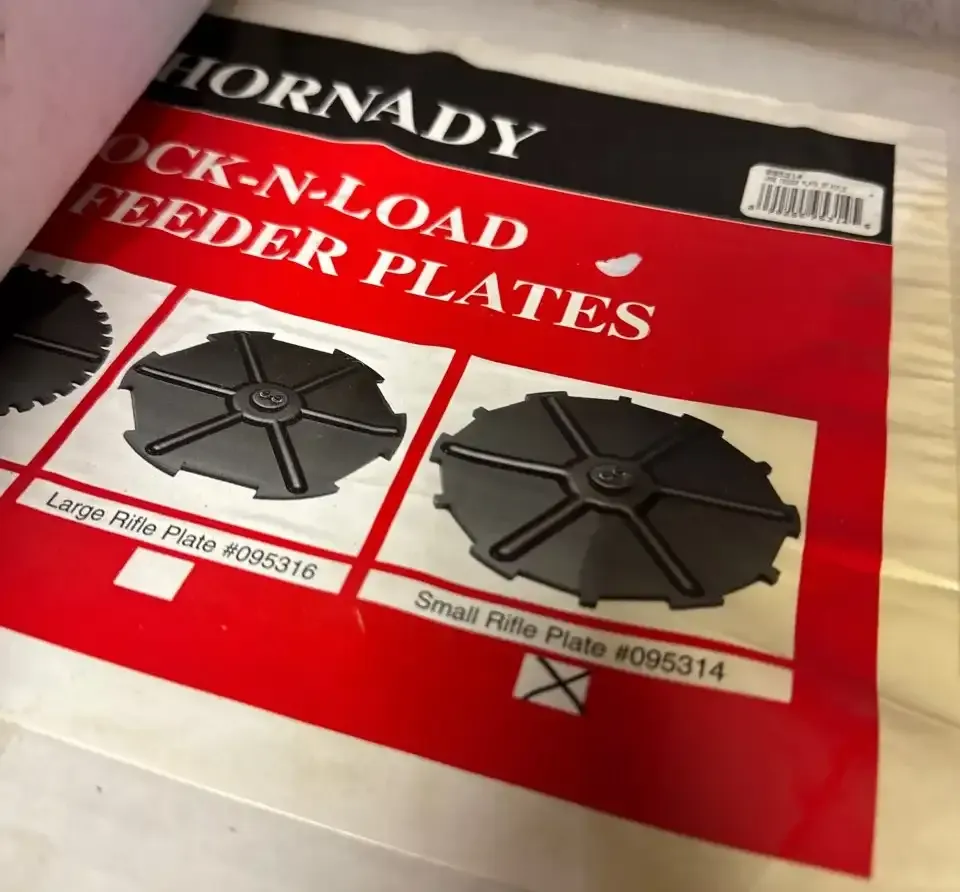 HORNADY
OCK-N-LOAD
FEEDER PLATES
Large Rifle Plate #095316
Small Rifle Plate #095314